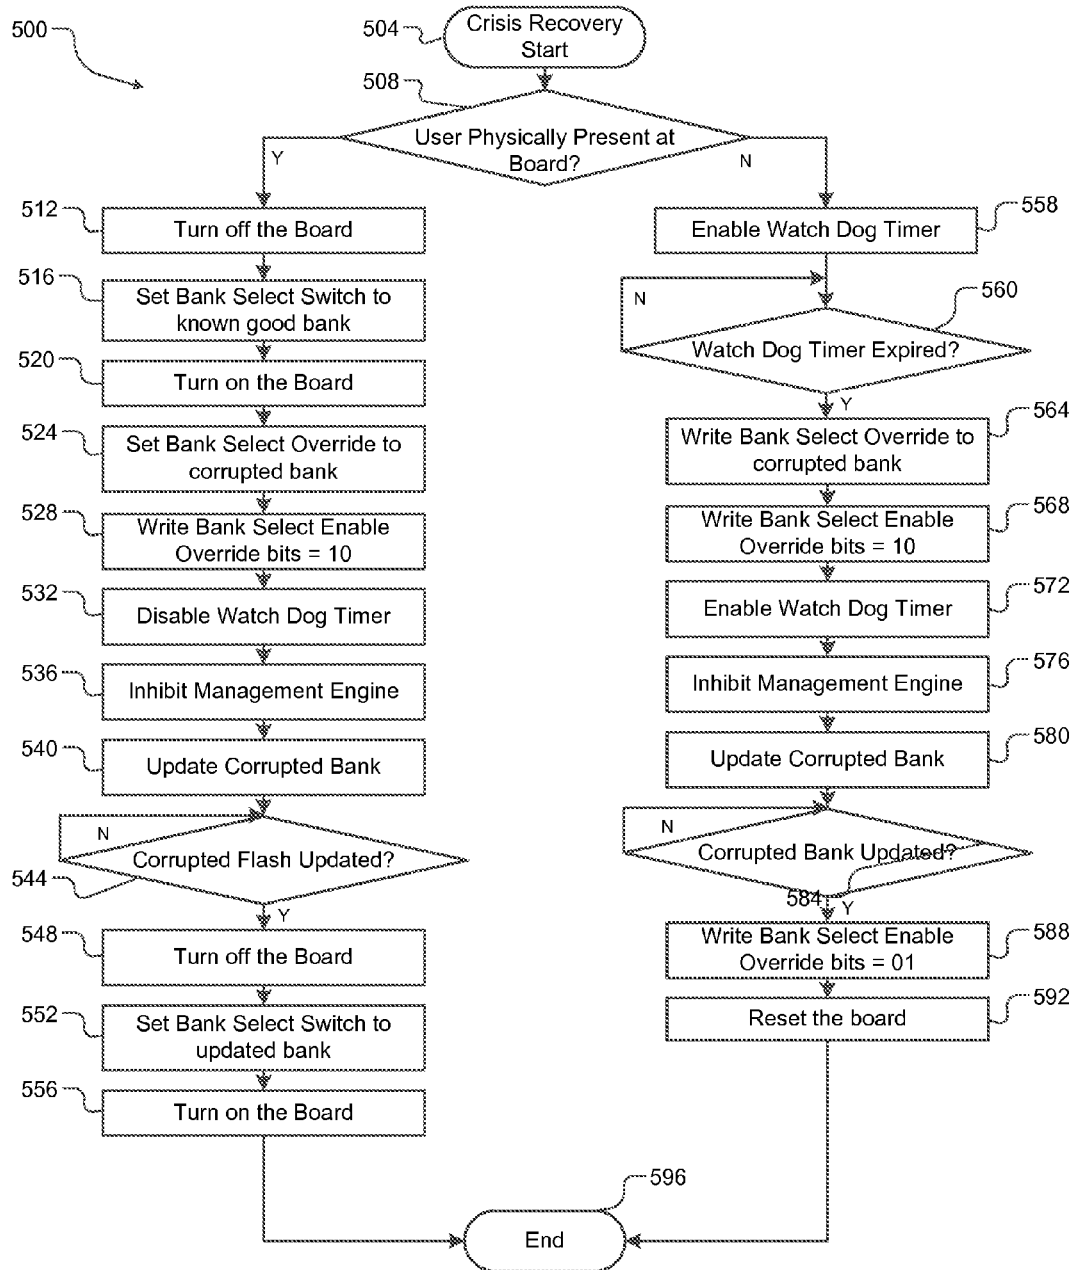 500
504
Crisis Recovery
Start
508
User Physically Present at
Board?
Y
N
512
Turn off the Board
516
Set Bank Select Switch to
known good bank
520
Turn on the Board
524
Set Bank Select Override to
corrupted bank
528
Write Bank Select Enable
Override bits = 10
532
Disable Watch Dog Timer
536
Inhibit Management Engine
540
Update Corrupted Bank
N
Corrupted Flash Updated?
544
Y
548
Turn off the Board
552
Set Bank Select Switch to
updated bank
556
Turn on the Board
558
Enable Watch Dog Timer
N
560
Watch Dog Timer Expired?
Y
564
Write Bank Select Override to
corrupted bank
568
Write Bank Select Enable
Override bits = 10
572
Enable Watch Dog Timer
576
Inhibit Management Engine
580
Update Corrupted Bank
N
Corrupted Bank Updated?
584
Y
588
Write Bank Select Enable
Override bits = 01
592
Reset the board
596
End